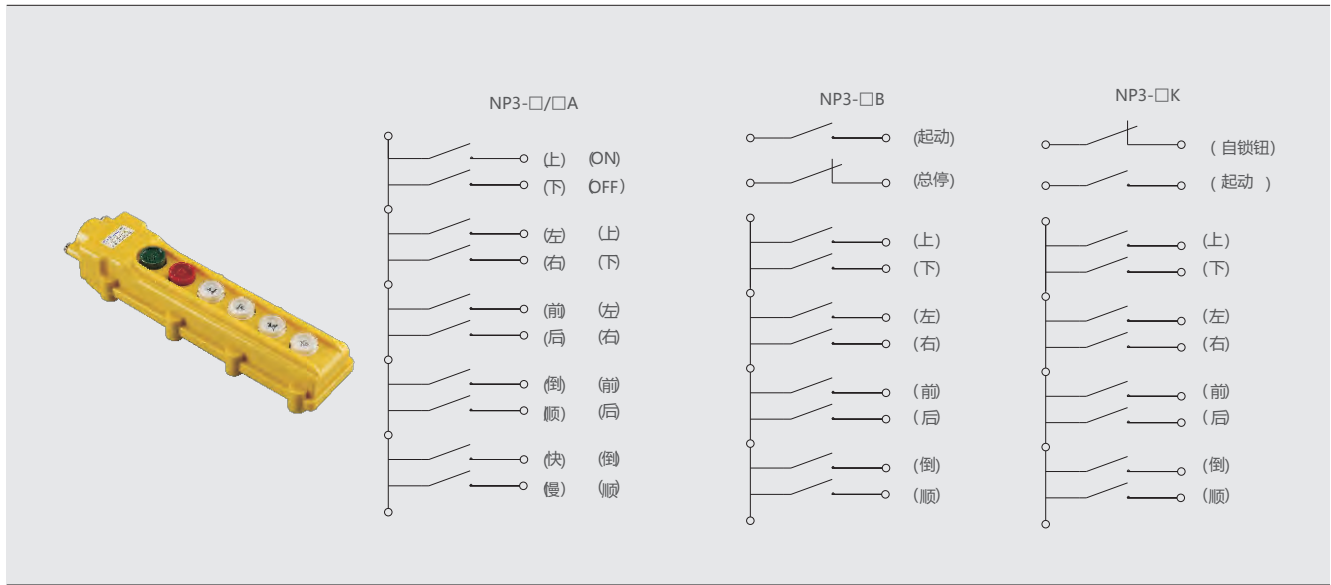 NP3-□/□A
(上) (ON)
(下) (OFF)
(左) (上)
(右) (下)
(前) (左)
(后) (右)
(倒) (前)
(顺) (后)
(快) (倒)
(慢) (顺)
NP3-□B
(起动)
(总停)
(上)
(下)
(左)
(右)
(前)
(后)
(倒)
(顺)
NP3-□K
(自锁钮)
(起动)
(上)
(下)
(左)
(右)
(前)
(后)
(倒)
(顺)